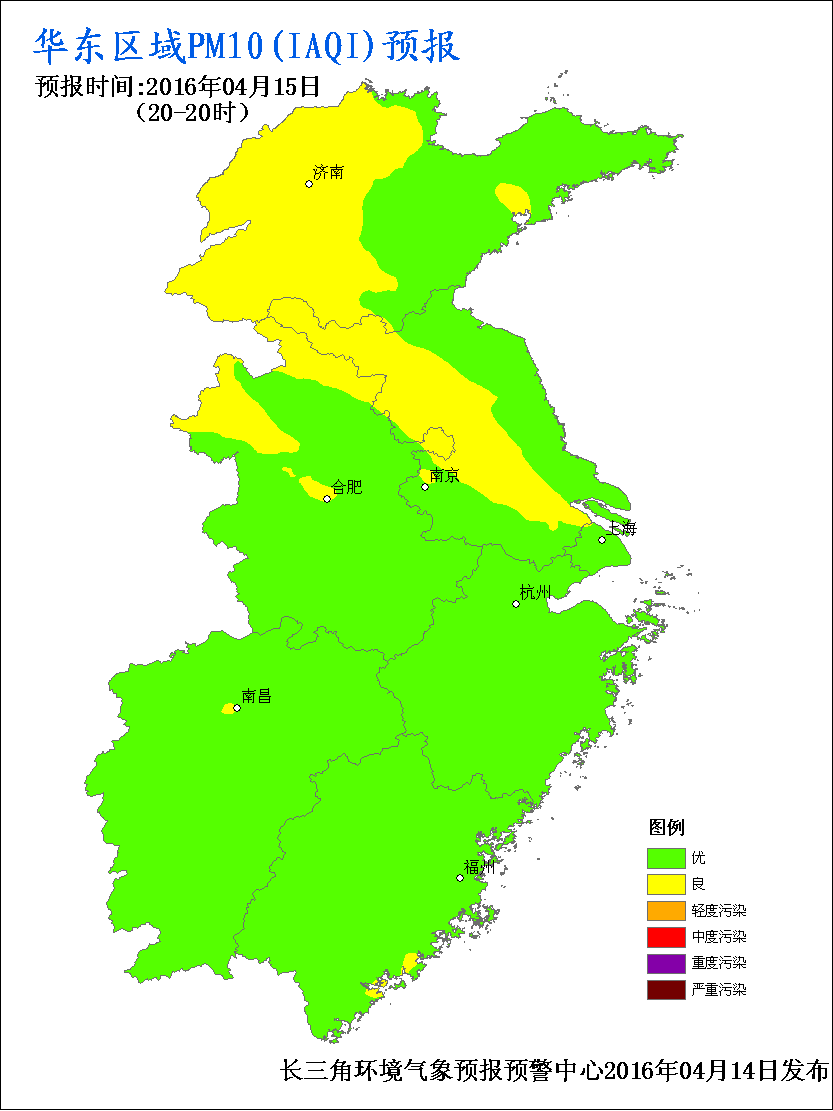 华东区域PM10(IAQI)预报
预报时间:2016年04月15日
(20-20时)
济南
合肥
南京
上海
杭州
南昌
福州
图例
优
良
轻度污染
中度污染
重度污染
严重污染
长三角环境气象预报预警中心2016年04月14日发布